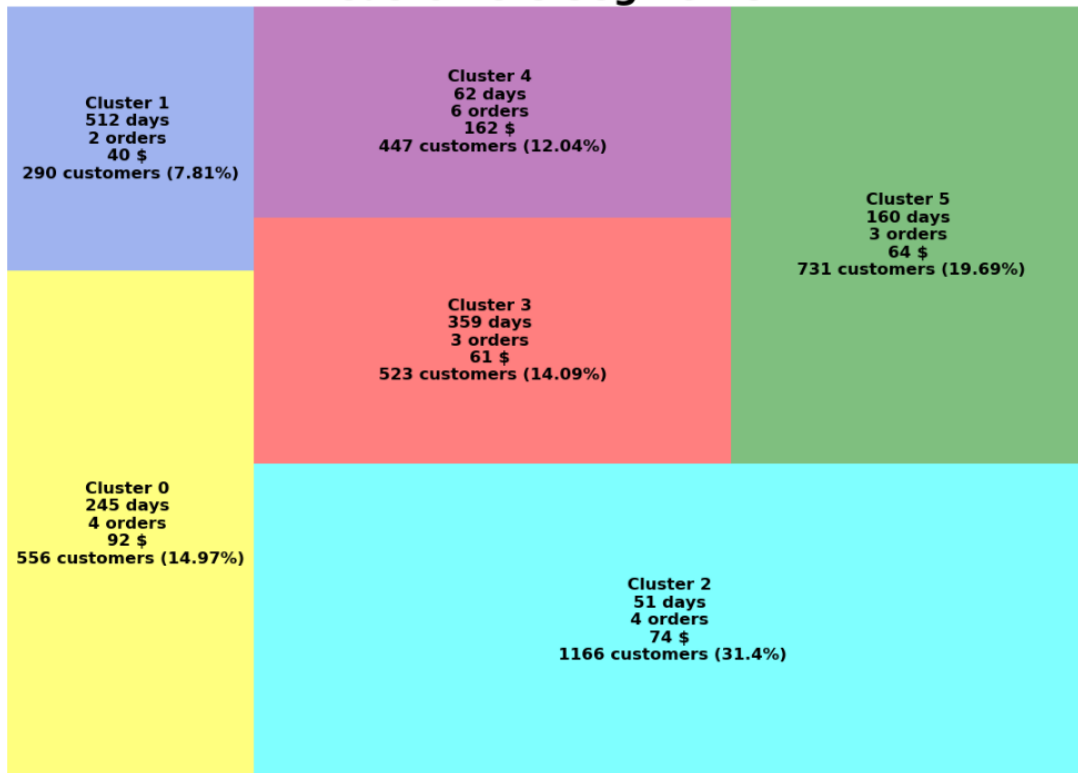 Cluster 1
512 days
2 orders
40 $
290 customers (7.81%)
Cluster 4
62 days
6 orders
162 $
447 customers (12.04%)
Cluster 5
160 days
3 orders
64 $
731 customers (19.69%)
Cluster 3
359 days
3 orders
61 $
523 customers (14.09%)
Cluster 0
245 days
4 orders
92 $
556 customers (14.97%)
Cluster 2
51 days
4 orders
74 $
1166 customers (31.4%)